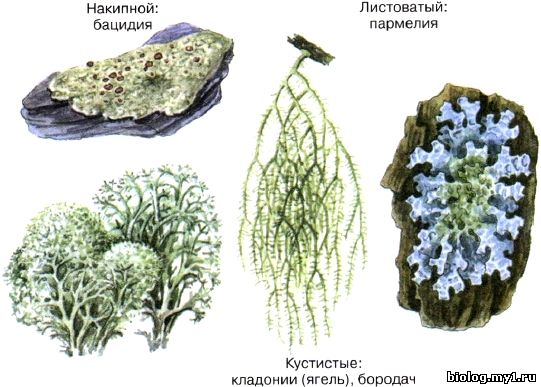 Накипной:
бацидия
Листоватый:
пармелия
Кустистые:
кладонии (ягель), бородач
biolog.my1.ru